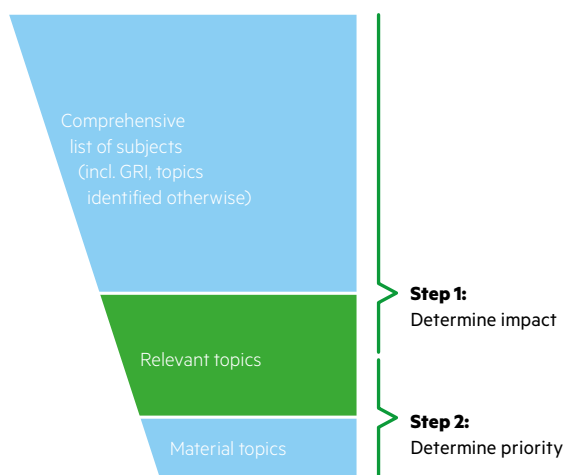 Comprehensive
list of subjects
(incl. GRI, topics
identified otherwise)
Step 1:
Determine impact
Relevant topics
Step 2:
Determine priority
Material topics